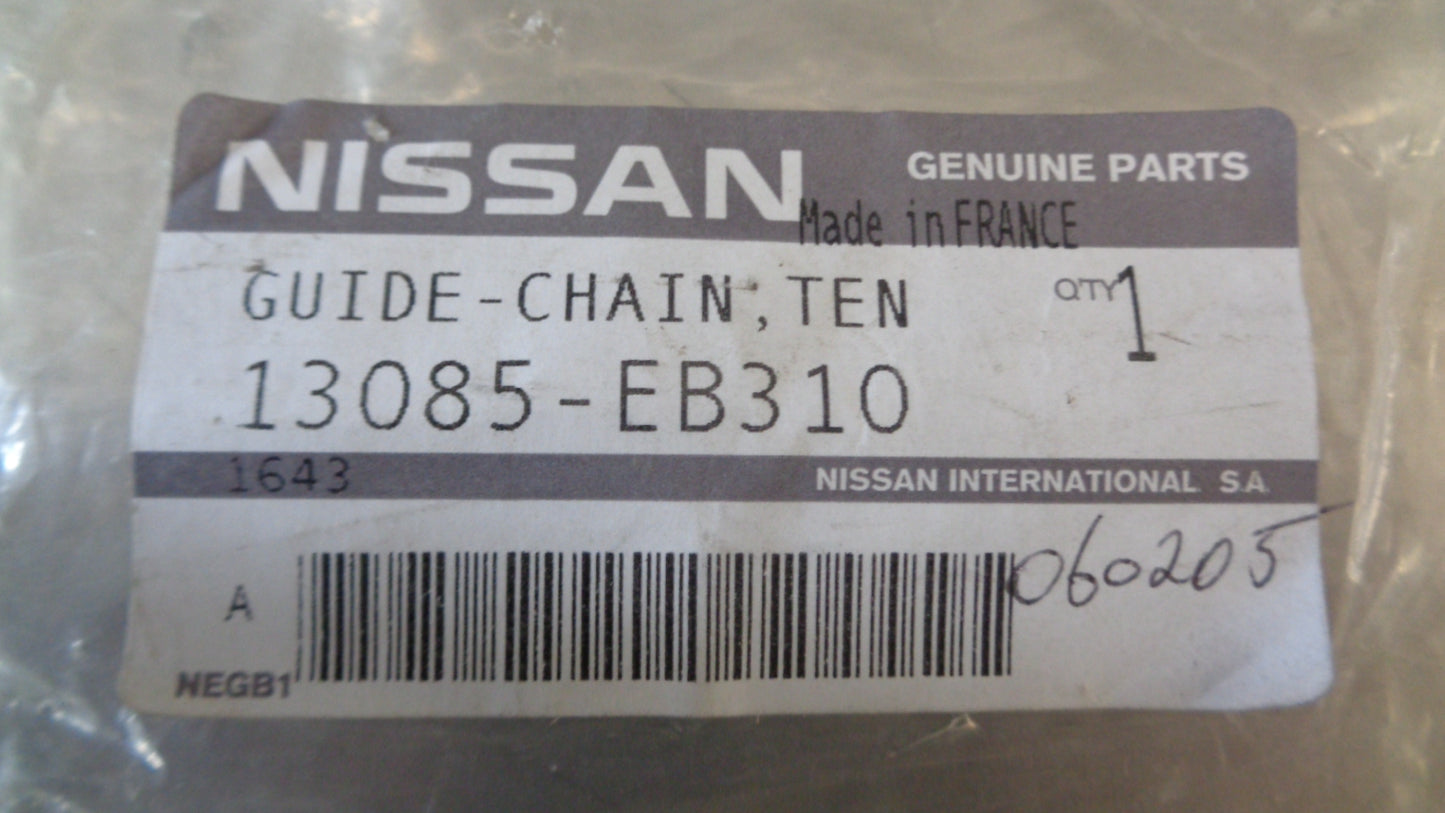 NISSAN GENUINE PARTS
Made in FRANCE
GUIDE-CHAIN,TEN QTY 1
13085-EB310
1643 NISSAN INTERNATIONAL S.A.
060205
A
NEGB1